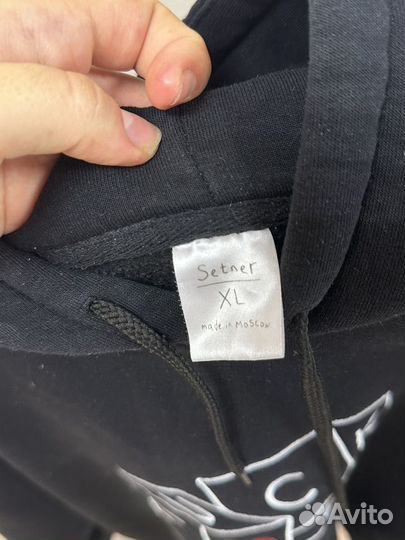 Setner
XL
made in Moscow
Avito